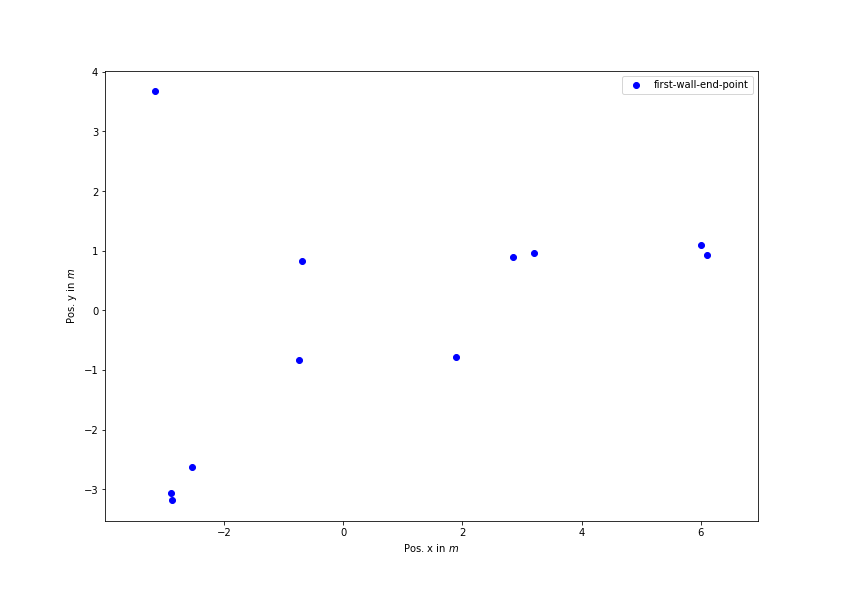 first-wall-end-point
4
3
2
1
0
−1
−2
−3
Pos. y in m
−2 0 2 4 6
Pos. x in m